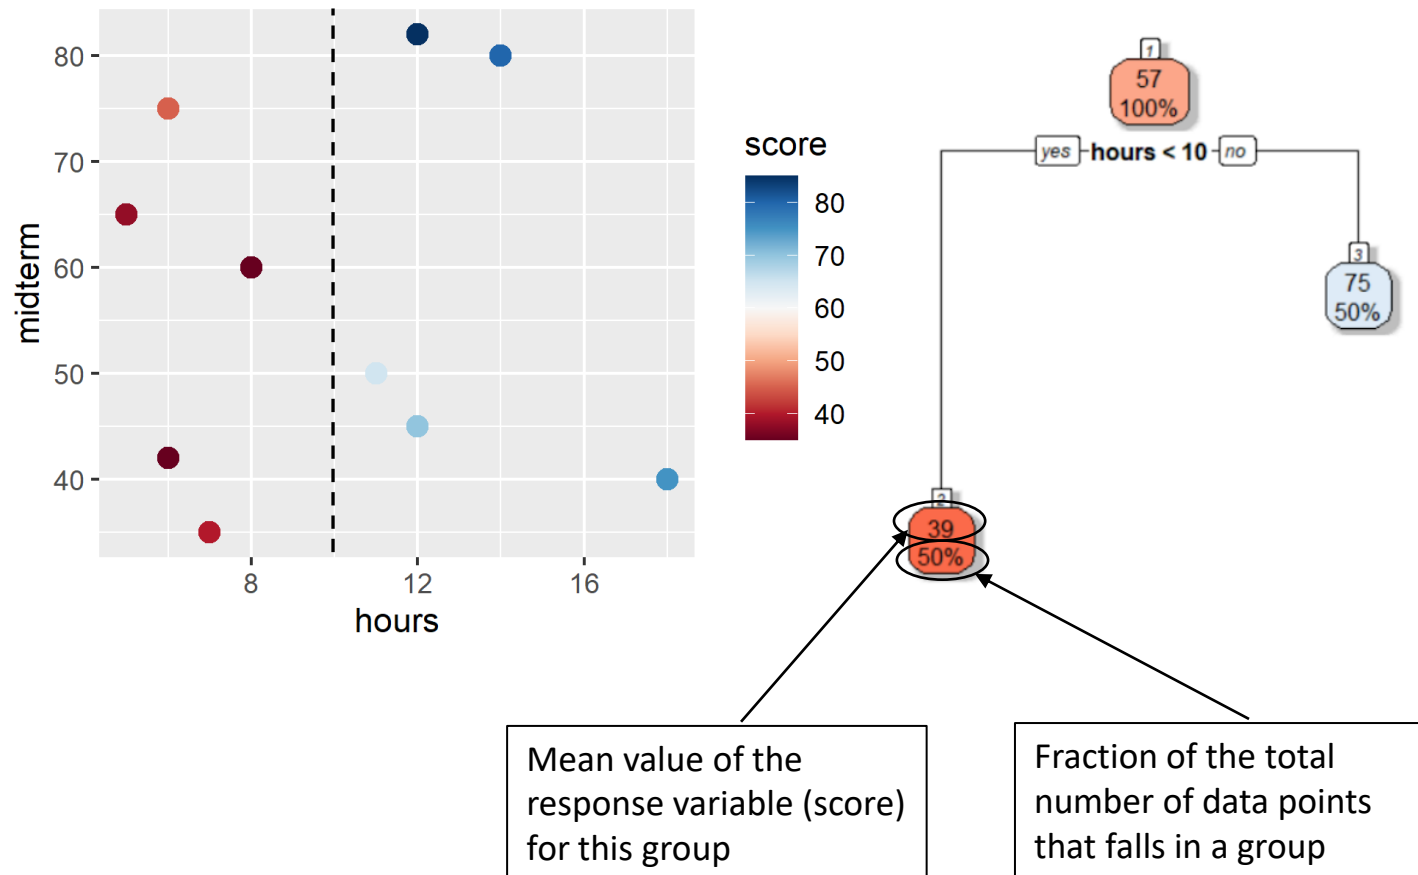 80
70
60
50
40
midterm
8
12
16
hours
score
80
70
60
50
40
1
57
100%
yes hours < 10 no
3
75
50%
2
39
50%
Mean value of the
response variable (score)
for this group
Fraction of the total
number of data points
that falls in a group